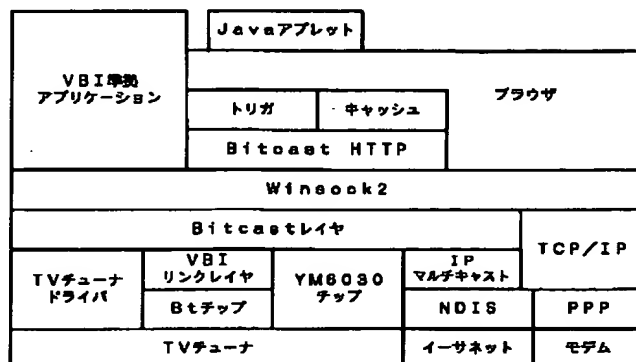 Javaアプレット
VBI準拠
アプリケーション
ブラウザ
トリガ
キャッシュ
Bitcast HTTP
Winsock2
Bitcastレイヤ
TCP/IP
TVチューナ
ドライバ
VBI
リンクレイヤ
YM6030
チップ
IP
マルチキャスト
Btチップ
NDIS
PPP
TVチューナ
イーサネット
モデム